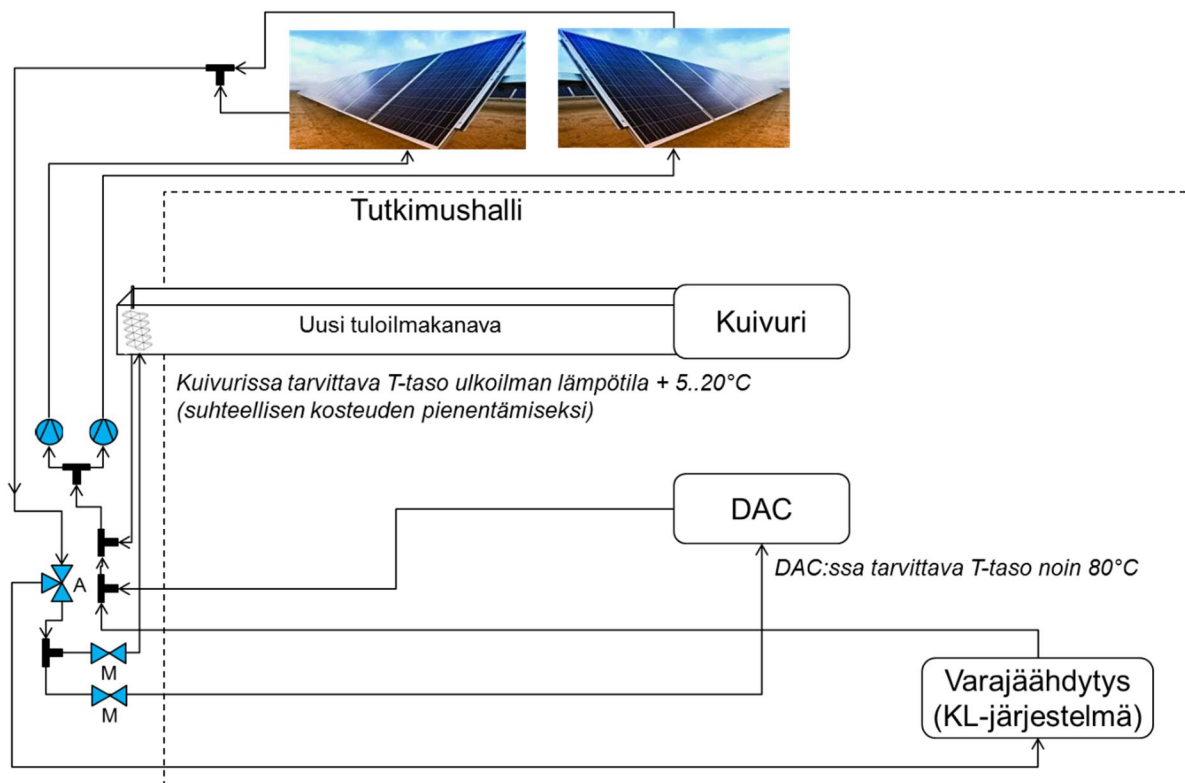 Tutkimushalli
Uusi tuloilmakanava
Kuivuri
Kuivurissa tarvittava T-taso ulkoilman lämpötila + 5..20°C
(suhteellisen kosteuden pienentämiseksi)
DAC
DAC:ssa tarvittava T-taso noin 80°C
A
M
M
Varajäähdytys
(KL-järjestelmä)